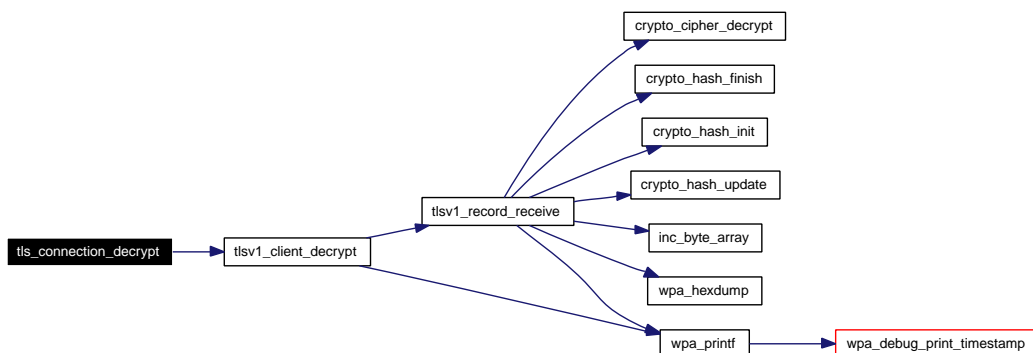 crypto_cipher_decrypt
crypto_hash_finish
crypto_hash_init
crypto_hash_update
tlsv1_record_receive
inc_byte_array
tls_connection_decrypt
tlsv1_client_decrypt
wpa_hexdump
wpa_printf
wpa_debug_print_timestamp